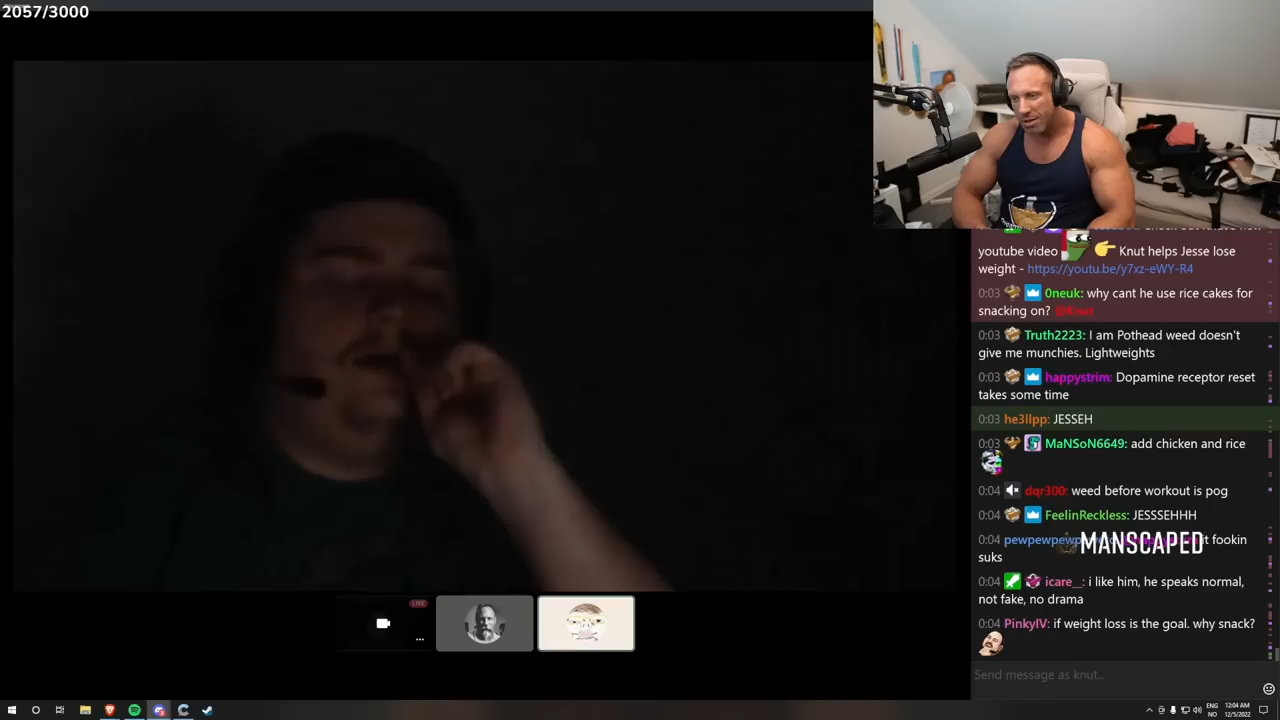 2057/3000
youtube video 👉 Knut helps Jesse lose
weight - https://youtu.be/y7xz-eWY-R4
0:03 0neuk: why cant he use rice cakes for
snacking on? @Knut
0:03 Truth2223: I am Pothead weed doesn't
give me munchies. Lightweights
0:03 happystrim: Dopamine receptor reset
takes some time
0:03 he3llpp: JESSEH
0:03 MaNSoN6649: add chicken and rice
0:04 dqr300: weed before workout is pog
0:04 FeelinReckless: JESSSEHHH
0:04 pewpewpew it fookin
suks
MANSCAPED
0:04 icare_: i like him, he speaks normal,
not fake, no drama
0:04 PinkyIV: if weight loss is the goal. why snack?
LIVE
...
Send message as knut...
ENG
NO
12:04 AM
12/5/2022